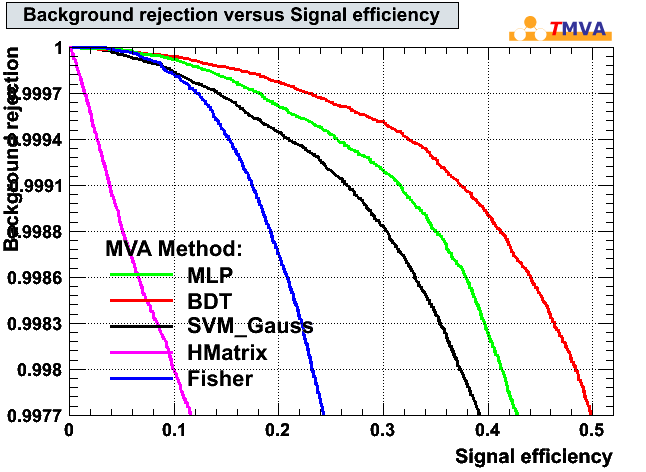 Background rejection versus Signal efficiency
TMVA
Background rejection
1
0.9997
0.9994
0.9991
0.9988
0.9986
0.9983
0.998
0.9977
MVA Method:
MLP
BDT
SVM_Gauss
HMatrix
Fisher
0 0.1 0.2 0.3 0.4 0.5
Signal efficiency